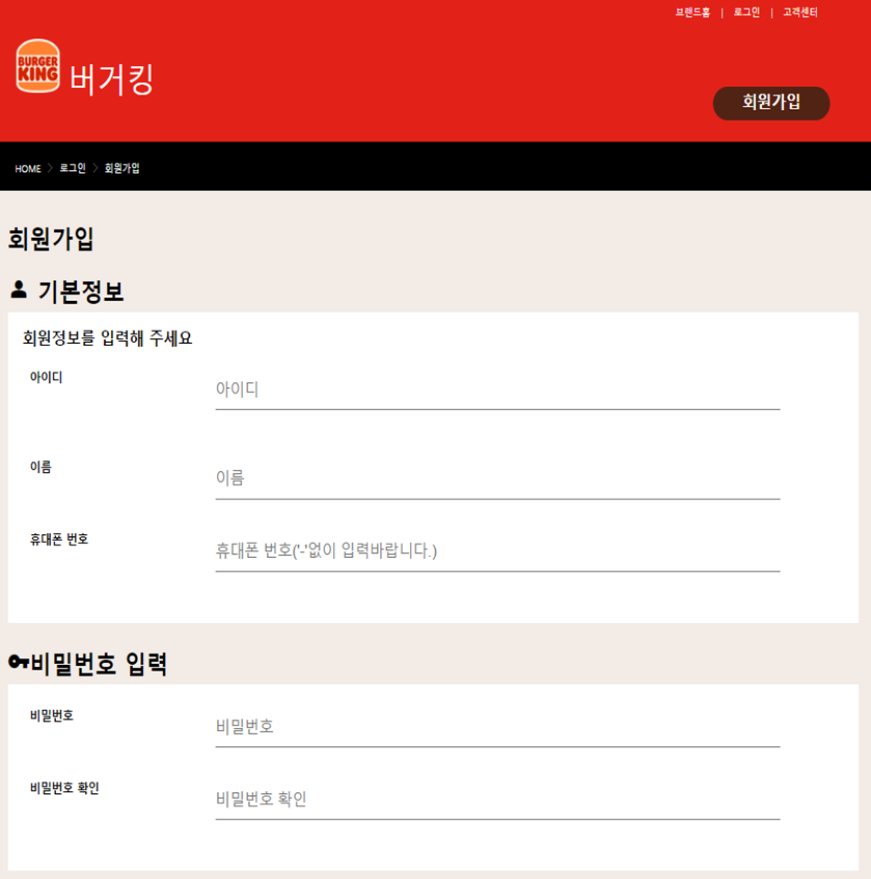 브랜드홈 | 로그인 | 고객센터
BURGER
KING
버거킹
회원가입
HOME > 로그인 > 회원가입
회원가입
기본정보
회원정보를 입력해 주세요
아이디
아이디
이름
이름
휴대폰 번호
휴대폰 번호('-'없이 입력바랍니다.)
비밀번호 입력
비밀번호
비밀번호
비밀번호 확인
비밀번호 확인